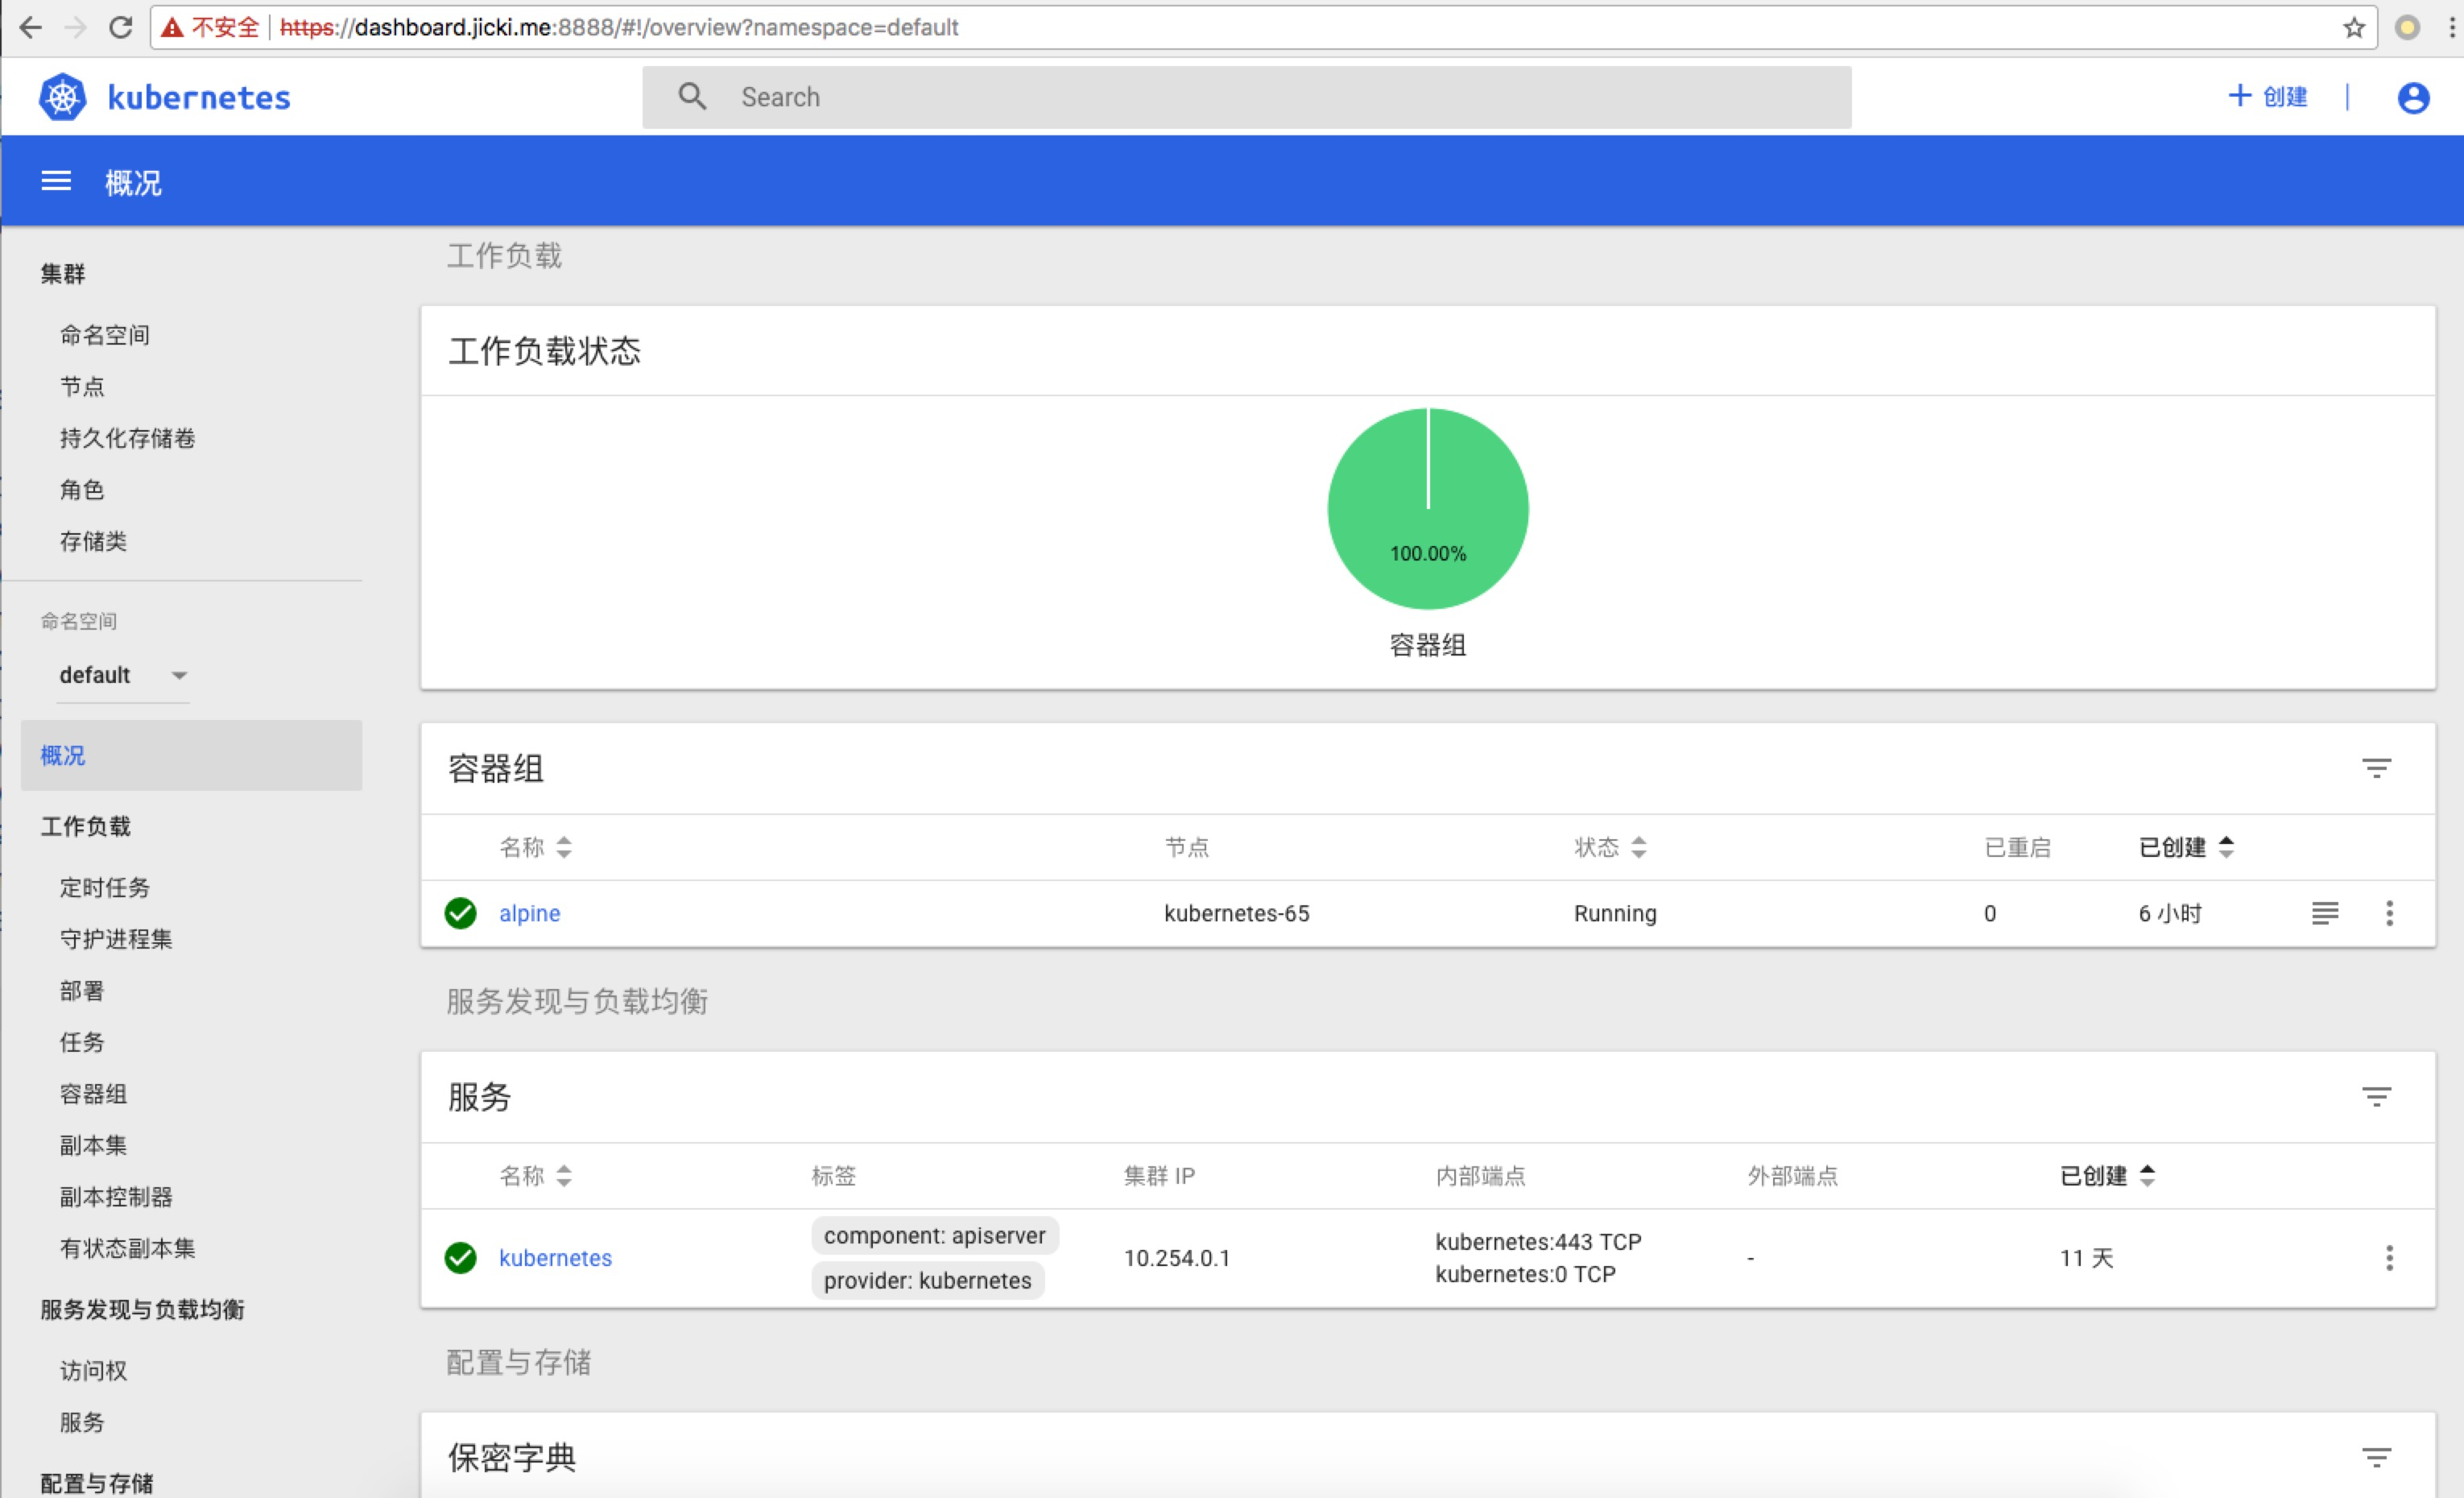 不安全 https://dashboard.jicki.me:8888/#!/overview?namespace=default
kubernetes
Search
创建
概况
集群
命名空间
节点
持久化存储卷
角色
存储类
命名空间
default
概况
工作负载
定时任务
守护进程集
部署
任务
容器组
副本集
副本控制器
有状态副本集
服务发现与负载均衡
访问权
服务
配置与存储
工作负载
工作负载状态
100.00%
容器组
容器组
名称 节点 状态 已重启 已创建
alpine kubernetes-65 Running 0 6 小时
服务发现与负载均衡
服务
名称 标签 集群 IP 内部端点 外部端点 已创建
kubernetes component: apiserver provider: kubernetes 10.254.0.1 kubernetes:443 TCP kubernetes:0 TCP - 11 天
配置与存储
保密字典